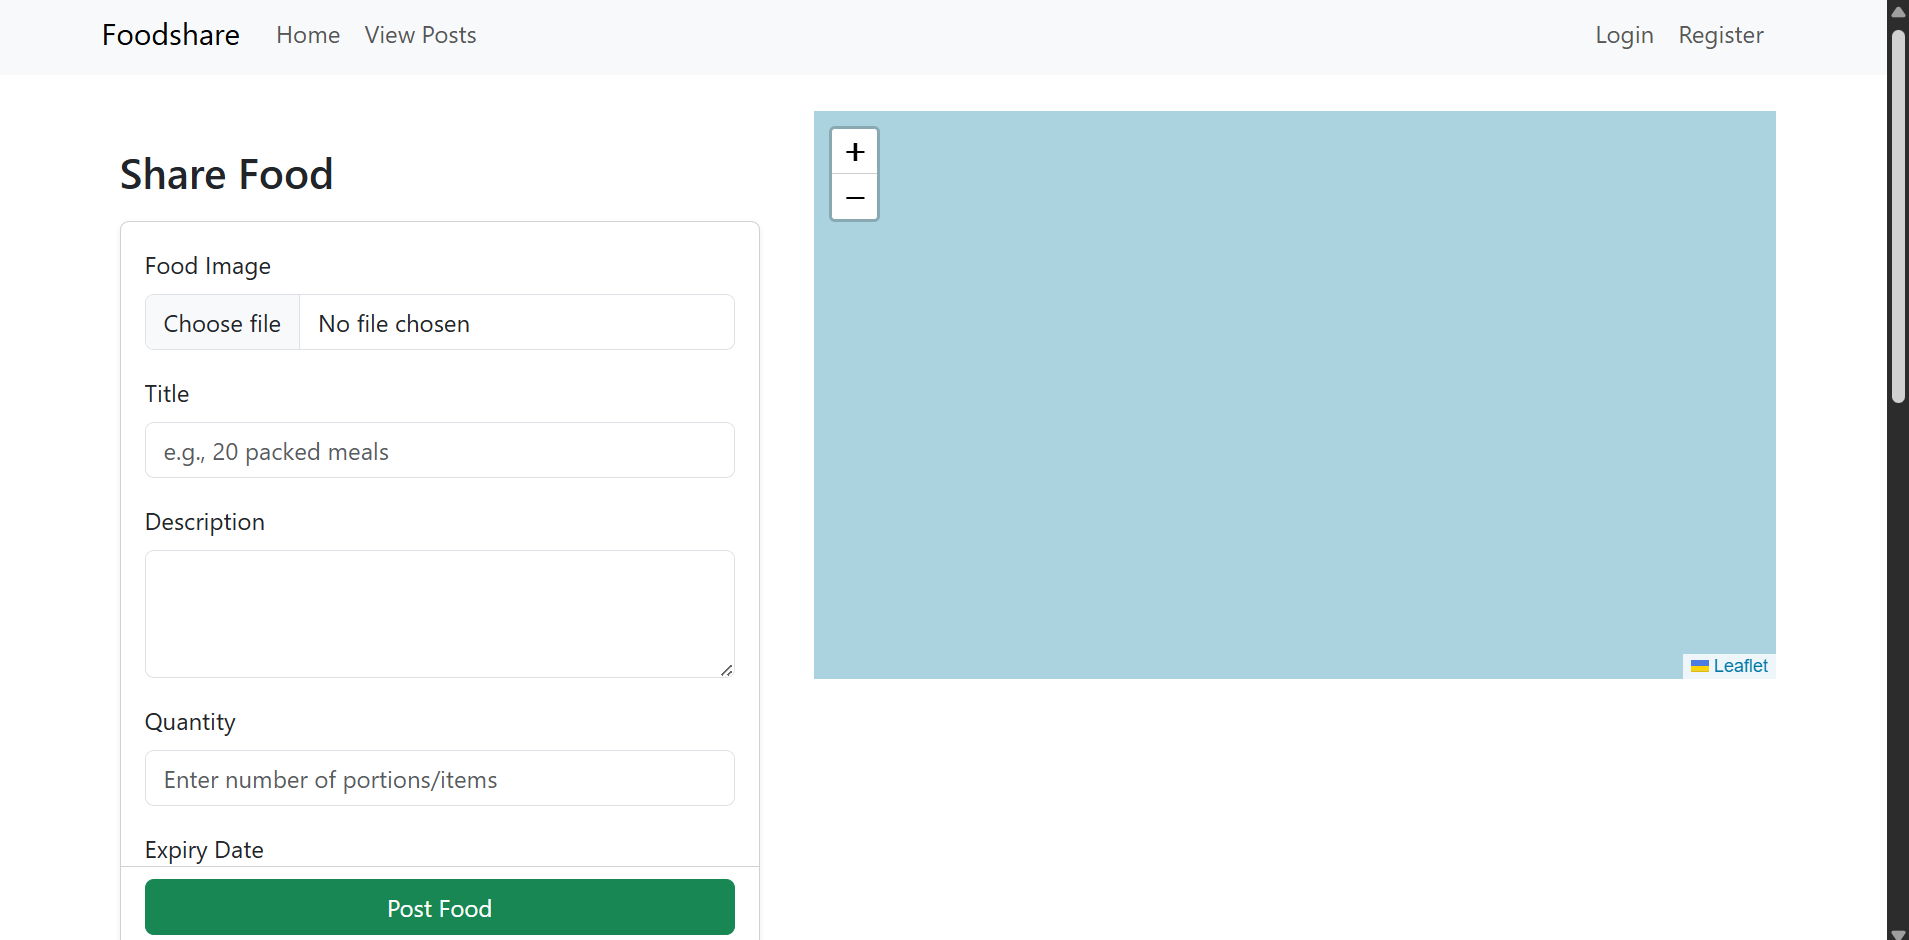 Foodshare Home View Posts Login Register
Share Food
Food Image
Choose file No file chosen
Title
e.g., 20 packed meals
Description
Quantity
Enter number of portions/items
Expiry Date
Post Food
+
−
Leaflet